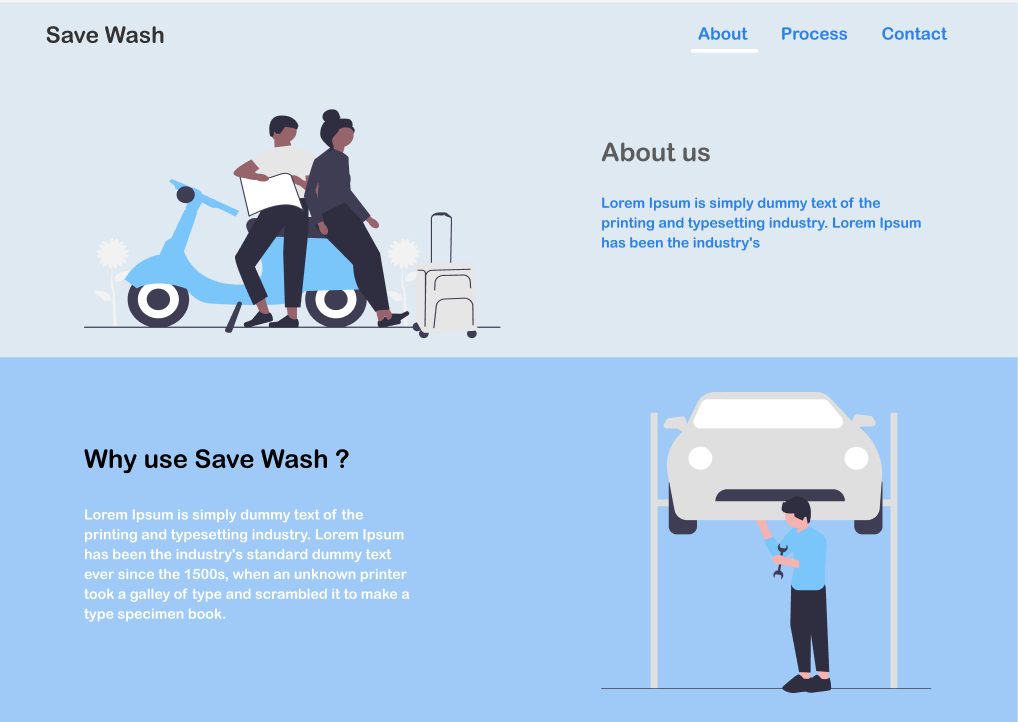 Save Wash
About
Process
Contact
About us
Lorem Ipsum is simply dummy text of the
printing and typesetting industry. Lorem Ipsum
has been the industry's
Why use Save Wash ?
Lorem Ipsum is simply dummy text of the
printing and typesetting industry. Lorem Ipsum
has been the industry's standard dummy text
ever since the 1500s, when an unknown printer
took a galley of type and scrambled it to make a
type specimen book.